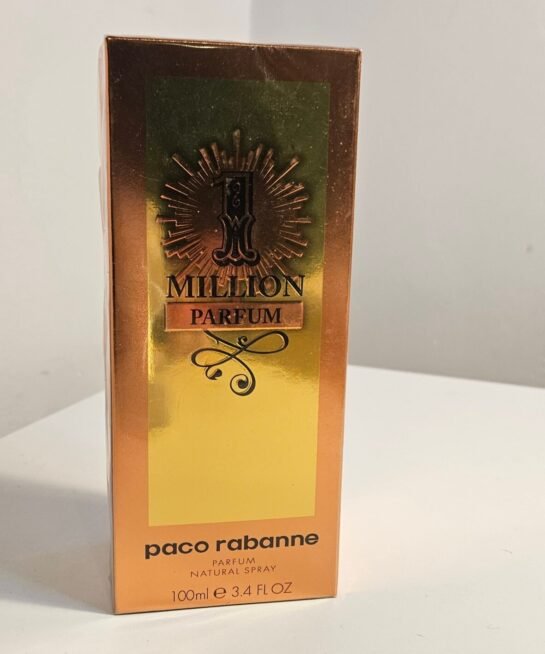 1
MILLION
PARFUM
paco rabanne
PARFUM
NATURAL SPRAY
100ml ℮ 3.4 FL OZ